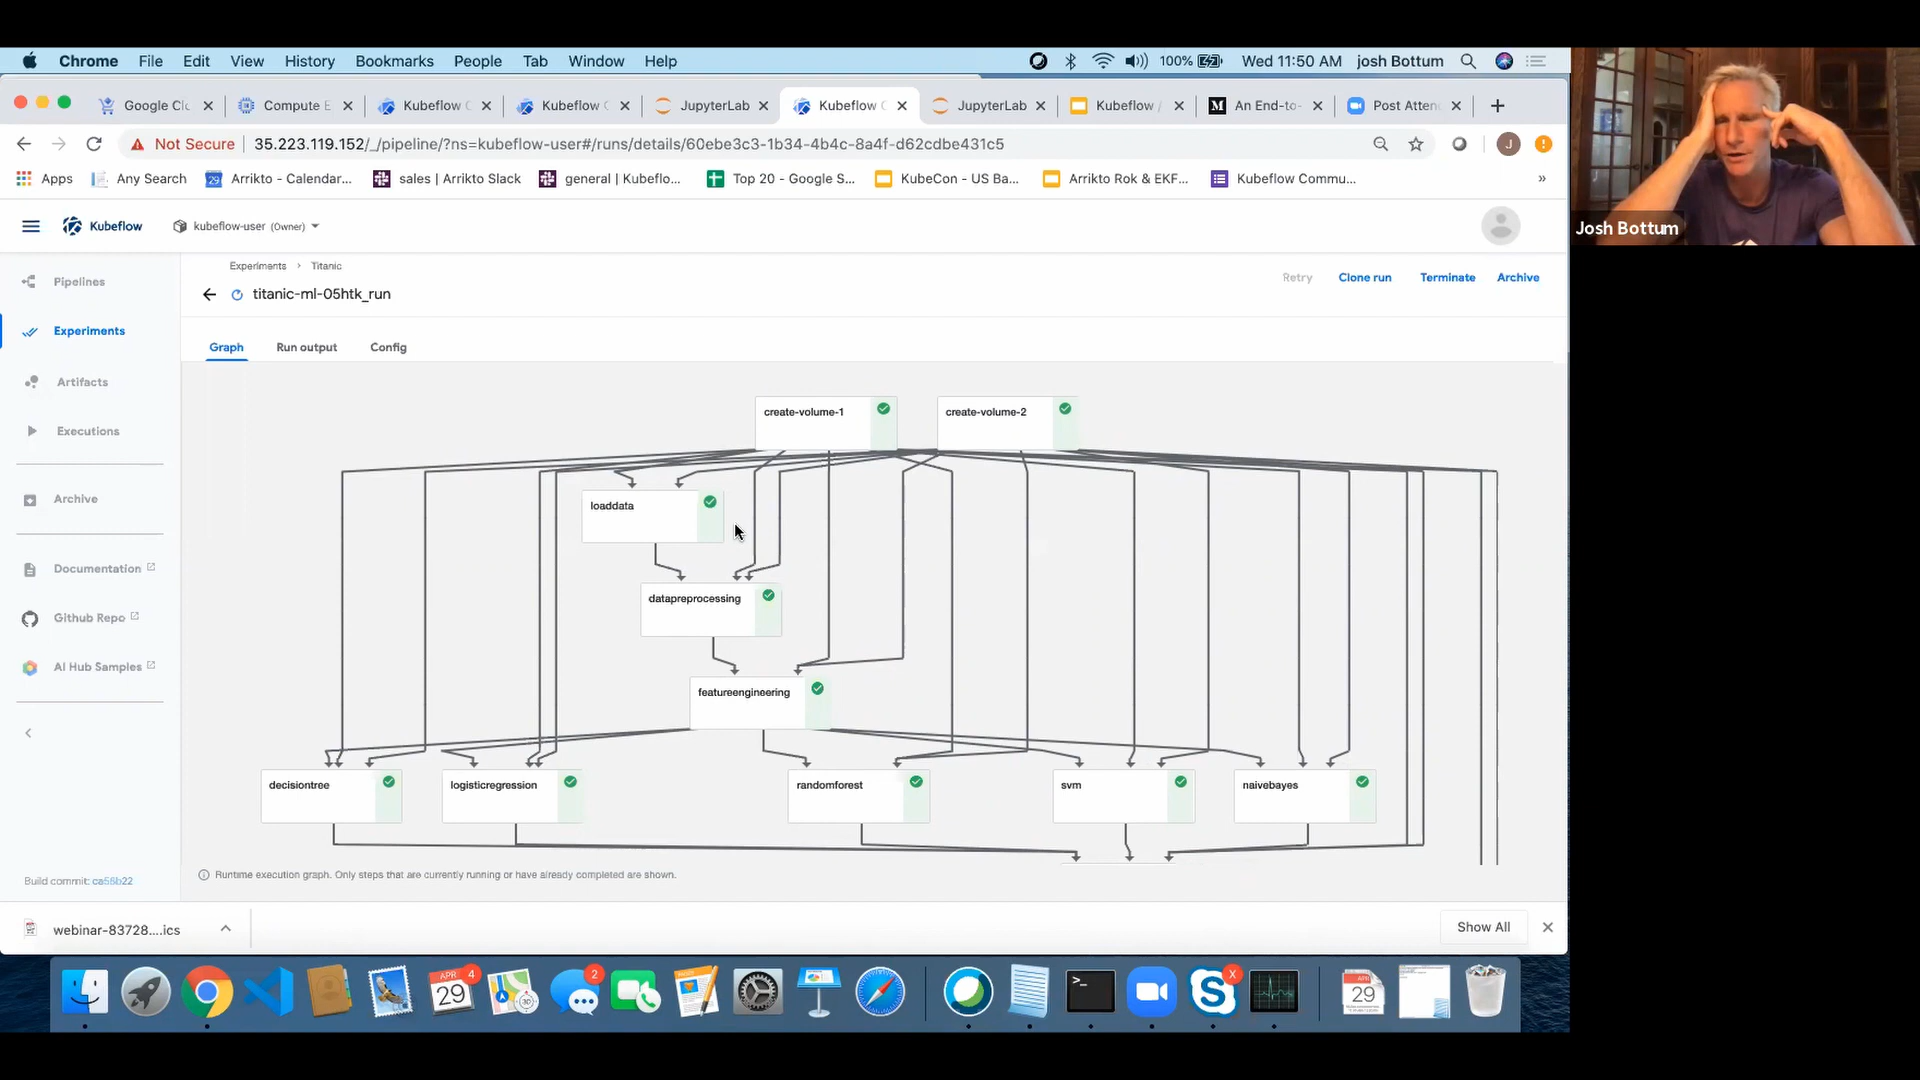 Chrome File Edit View History Bookmarks People Tab Window Help 100% Wed 11:50 AM josh Bottum
Google Clo Compute E Kubeflow Kubeflow JupyterLab Kubeflow JupyterLab Kubeflow / An End-to- Post Atten
Not Secure 35.223.119.152/_/pipeline/?ns=kubeflow-user#/runs/details/60ebe3c3-1b34-4b4c-8a4f-d62cdbe431c5 J
Apps Any Search Arrikto - Calendar... sales | Arrikto Slack general | Kubeflo... Top 20 - Google S... KubeCon - US Ba... Arrikto Rok & EKF... Kubeflow Commu... »
Josh Bottum
Kubeflow kubeflow-user (Owner)
Experiments > Titanic
titanic-ml-05htk_run
Retry Clone run Terminate Archive
Pipelines
Experiments
Artifacts
Executions
Archive
Documentation
Github Repo
AI Hub Samples
Build commit: ca58b22
Graph Run output Config
create-volume-1 create-volume-2
loaddata
datapreprocessing
featureengineering
decisiontree logisticregression randomforest svm naivebayes
Runtime execution graph. Only steps that are currently running or have already completed are shown.
webinar-83728....ics Show All
APR 4
29
2
X
29